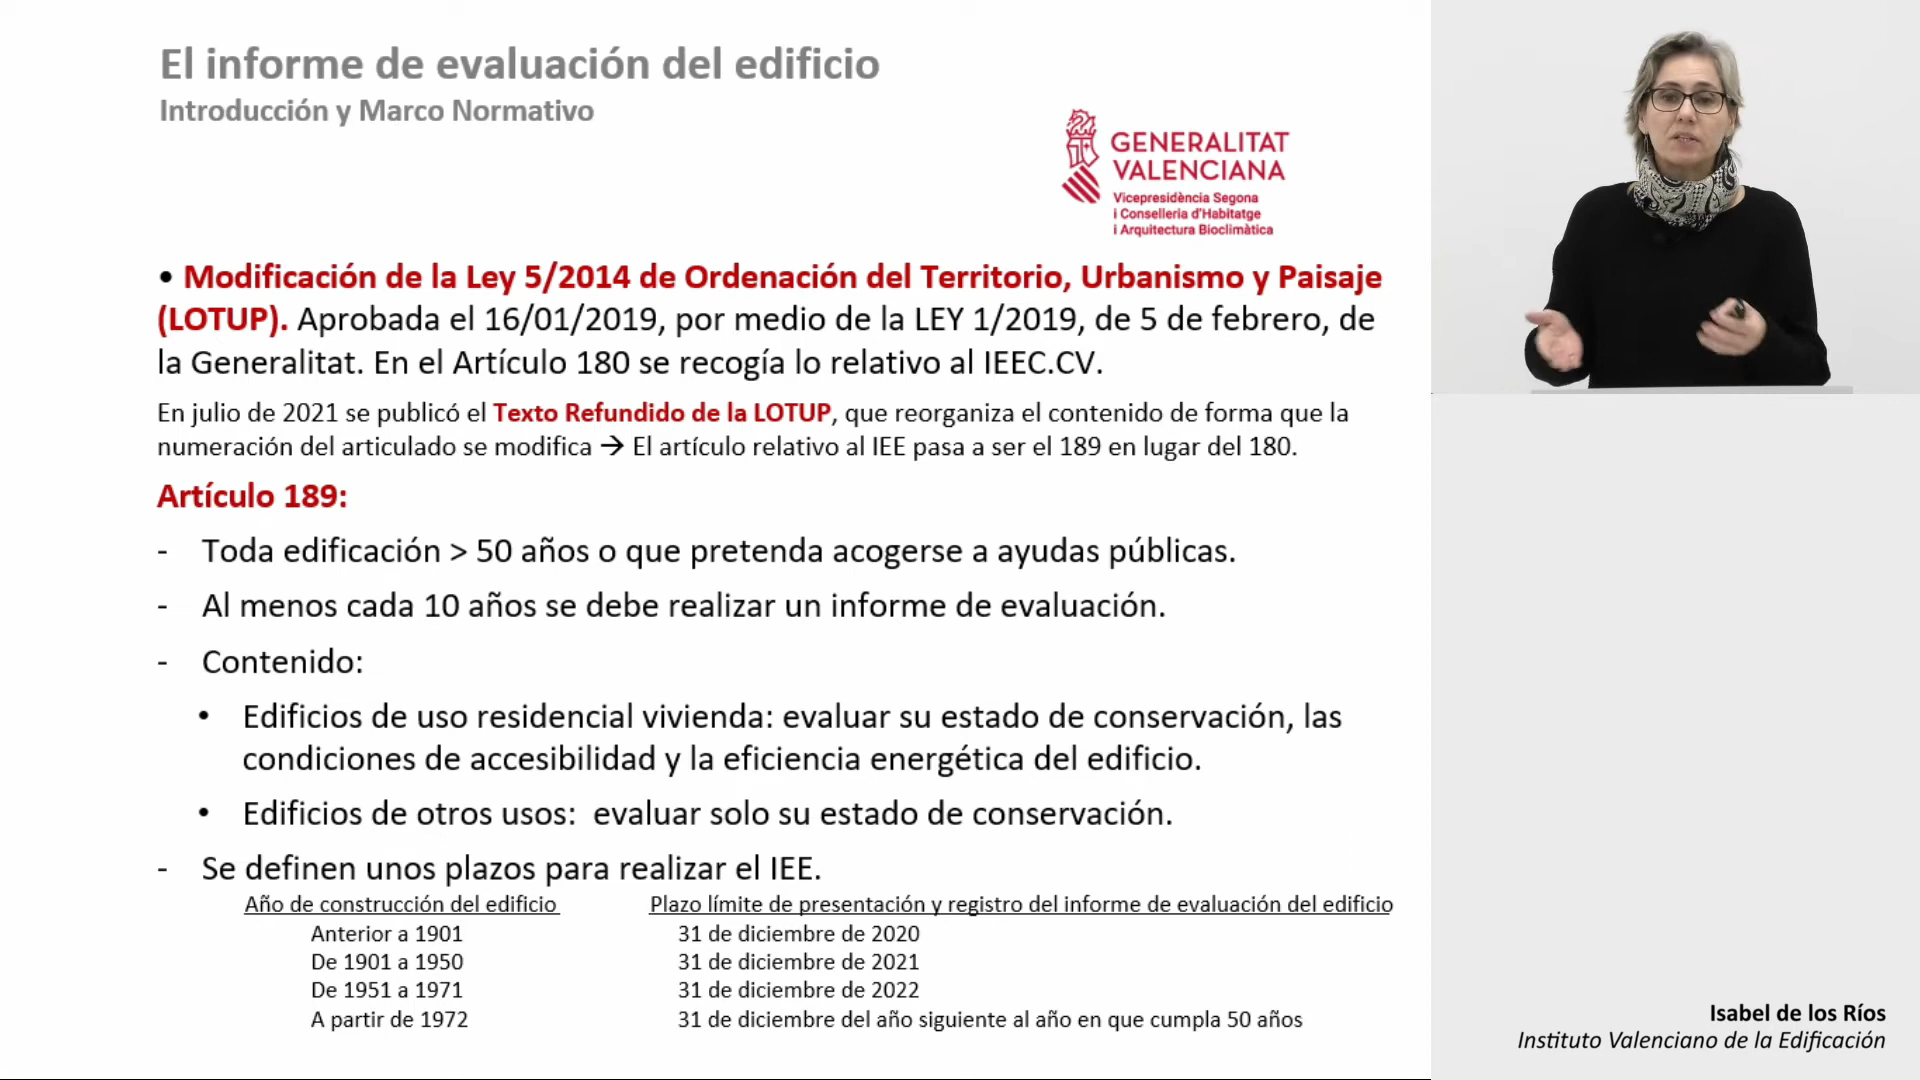 El informe de evaluación del edificio
Introducción y Marco Normativo
GENERALITAT
VALENCIANA
Vicepresidència Segona
i Conselleria d'Habitatge
i Arquitectura Bioclimàtica
• Modificación de la Ley 5/2014 de Ordenación del Territorio, Urbanismo y Paisaje
(LOTUP). Aprobada el 16/01/2019, por medio de la LEY 1/2019, de 5 de febrero, de
la Generalitat. En el Artículo 180 se recogía lo relativo al IEEC.CV.
En julio de 2021 se publicó el Texto Refundido de la LOTUP, que reorganiza el contenido de forma que la
numeración del articulado se modifica → El artículo relativo al IEE pasa a ser el 189 en lugar del 180.
Artículo 189:
- Toda edificación > 50 años o que pretenda acogerse a ayudas públicas.
- Al menos cada 10 años se debe realizar un informe de evaluación.
- Contenido:
• Edificios de uso residencial vivienda: evaluar su estado de conservación, las
condiciones de accesibilidad y la eficiencia energética del edificio.
• Edificios de otros usos: evaluar solo su estado de conservación.
- Se definen unos plazos para realizar el IEE.
Año de construcción del edificio Plazo límite de presentación y registro del informe de evaluación del edificio
Anterior a 1901 31 de diciembre de 2020
De 1901 a 1950 31 de diciembre de 2021
De 1951 a 1971 31 de diciembre de 2022
A partir de 1972 31 de diciembre del año siguiente al año en que cumpla 50 años
Isabel de los Ríos
Instituto Valenciano de la Edificación